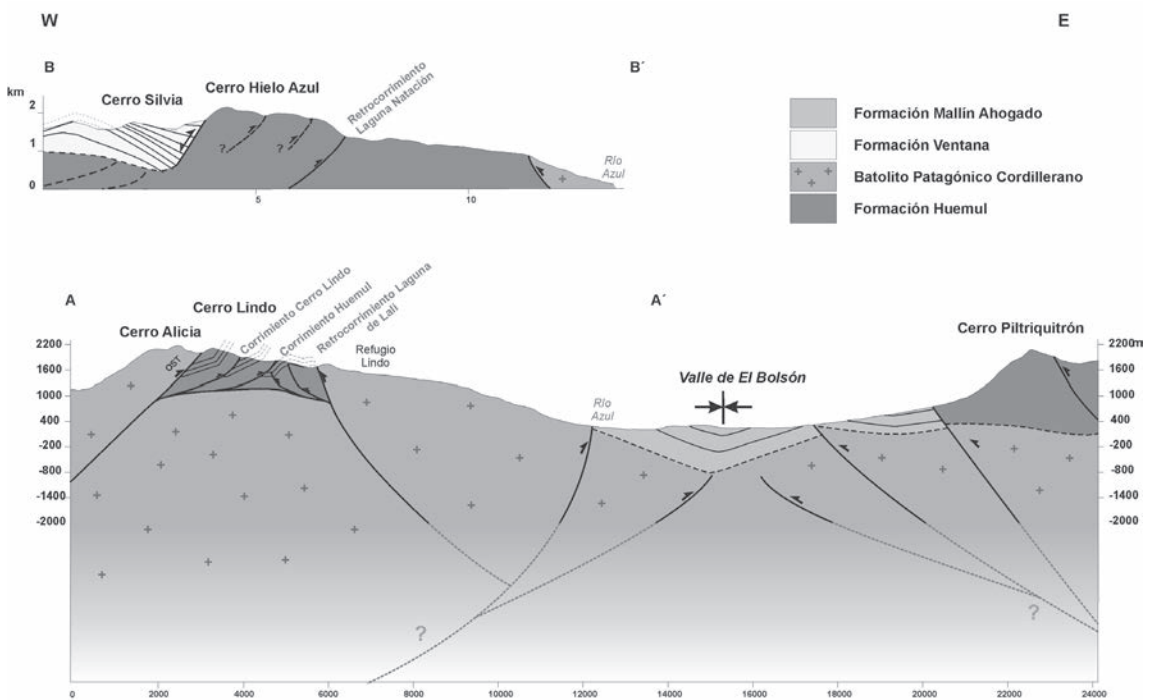 W
E
B
B´
km
2
1
0
Cerro Silvia
Cerro Hielo Azul
Retrocorrimiento
Laguna Natación
?
?
Río
Azul
5
10
Formación Mallín Ahogado
Formación Ventana
Batolito Patagónico Cordillerano
Formación Huemul
A
A´
Cerro Alicia
Cerro Lindo
Corrimiento Cerro Lindo
Corrimiento Huemul
Retrocorrimiento Laguna
de Lali
Refugio
Lindo
OST
Río
Azul
Valle de El Bolsón
Cerro Piltriquitrón
2200
1600
1000
400
-200
-800
-1400
-2000
2200m
1600
1000
400
-200
-800
-1400
-2000
?
?
0
2000
4000
6000
8000
10000
12000
14000
16000
18000
20000
22000
24000